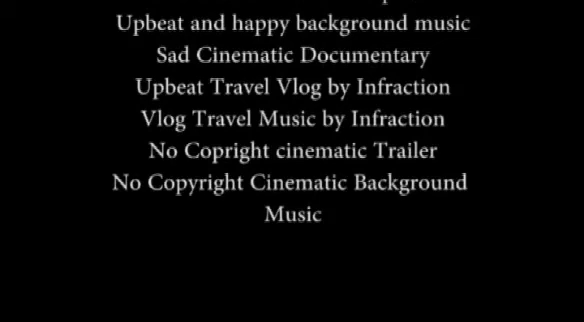 Upbeat and happy background music
Sad Cinematic Documentary
Upbeat Travel Vlog by Infraction
Vlog Travel Music by Infraction
No Copright cinematic Trailer
No Copyright Cinematic Background
Music